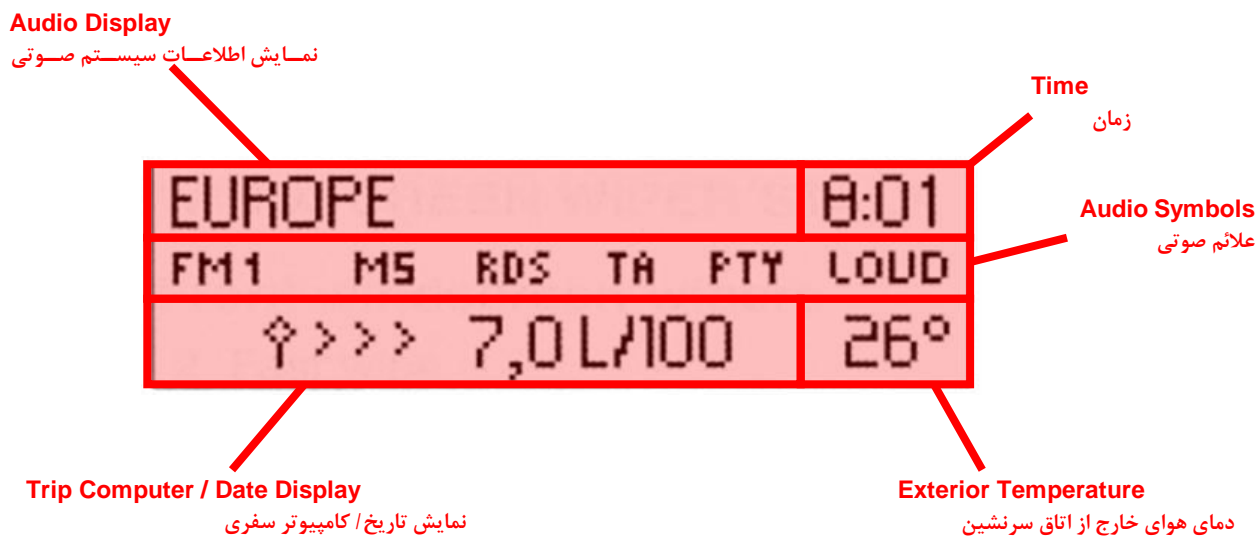 Audio Display
نمــایش اطلاعــات سیســتم صــوتی
Time
زمان
EUROPE 8:01
Audio Symbols
علائم صوتی
FM1 M5 RDS TA PTY LOUD
>>> 7,0 L/100 26°
Trip Computer / Date Display
نمایش تاریخ/ کامپیوتر سفری
Exterior Temperature
دمای هوای خارج از اتاق سرنشین